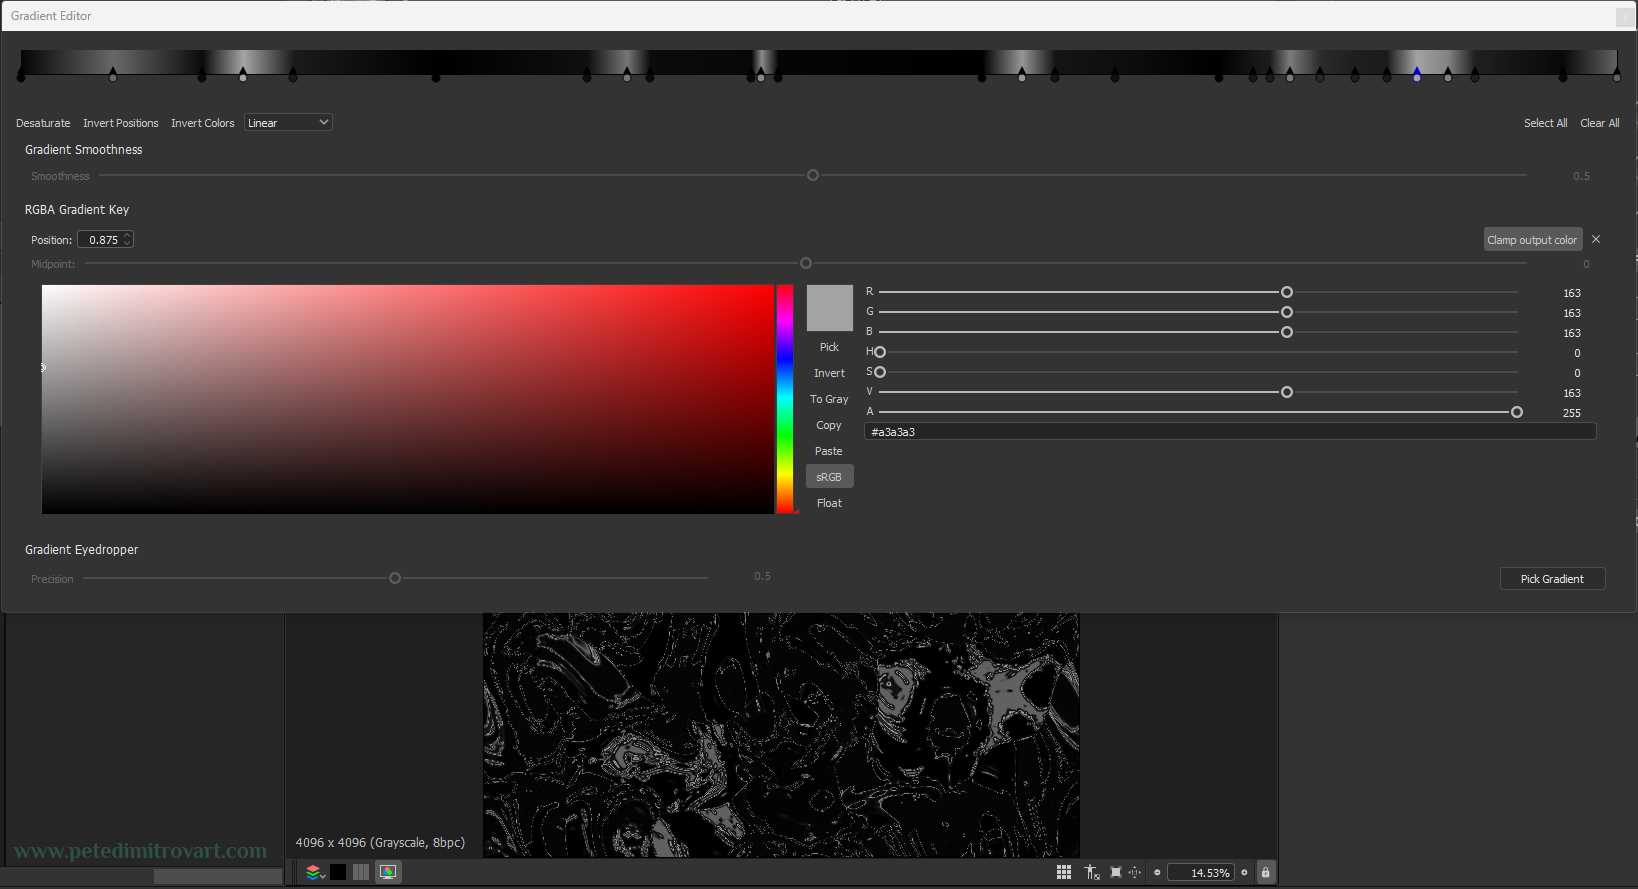 Gradient Editor
Desaturate Invert Positions Invert Colors Linear Select All Clear All
Gradient Smoothness
Smoothness 0.5
RGBA Gradient Key
Position: 0.875 Clamp output color
Midpoint: 0
R 163
G 163
B 163
H 0
S 0
V 163
A 255
#a3a3a3
Pick
Invert
To Gray
Copy
Paste
sRGB
Float
Gradient Eyedropper
Precision 0.5 Pick Gradient
4096 x 4096 (Grayscale, 8bpc)
www.petedimitrovart.com
14.53%